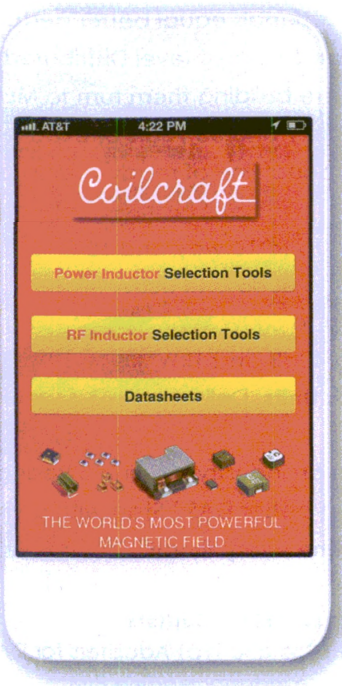 AT&T 4:22 PM
Coilcraft
Power Inductor Selection Tools
RF Inductor Selection Tools
Datasheets
THE WORLD'S MOST POWERFUL
MAGNETIC FIELD